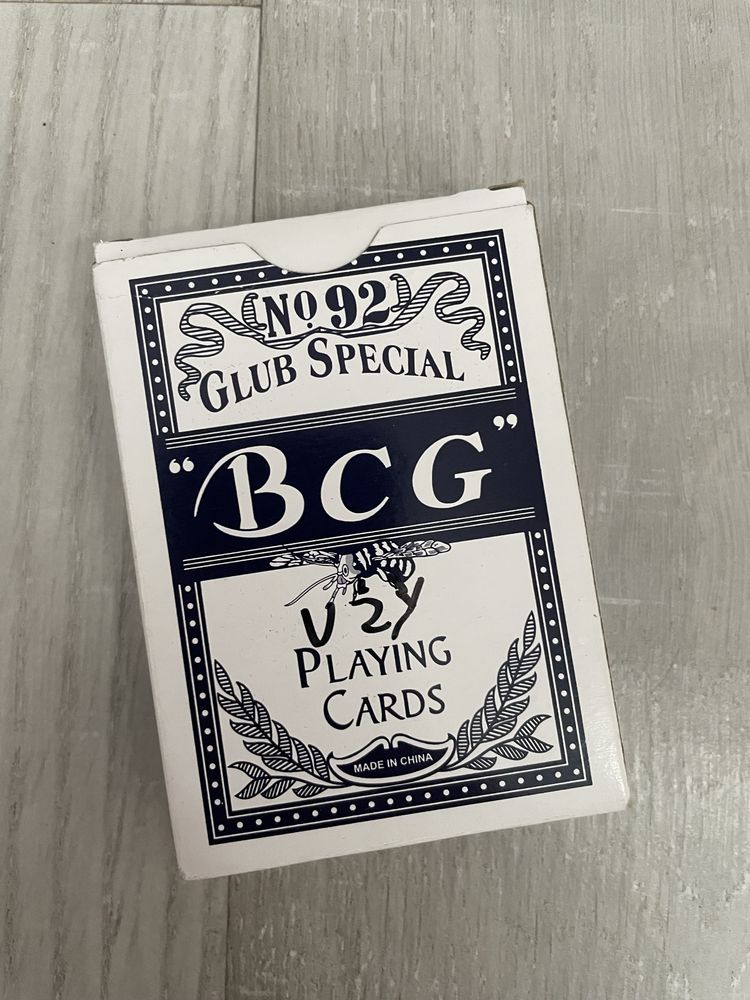 Nº 92
GLUB SPECIAL
“BCG”
V2Y
PLAYING
CARDS
MADE IN CHINA